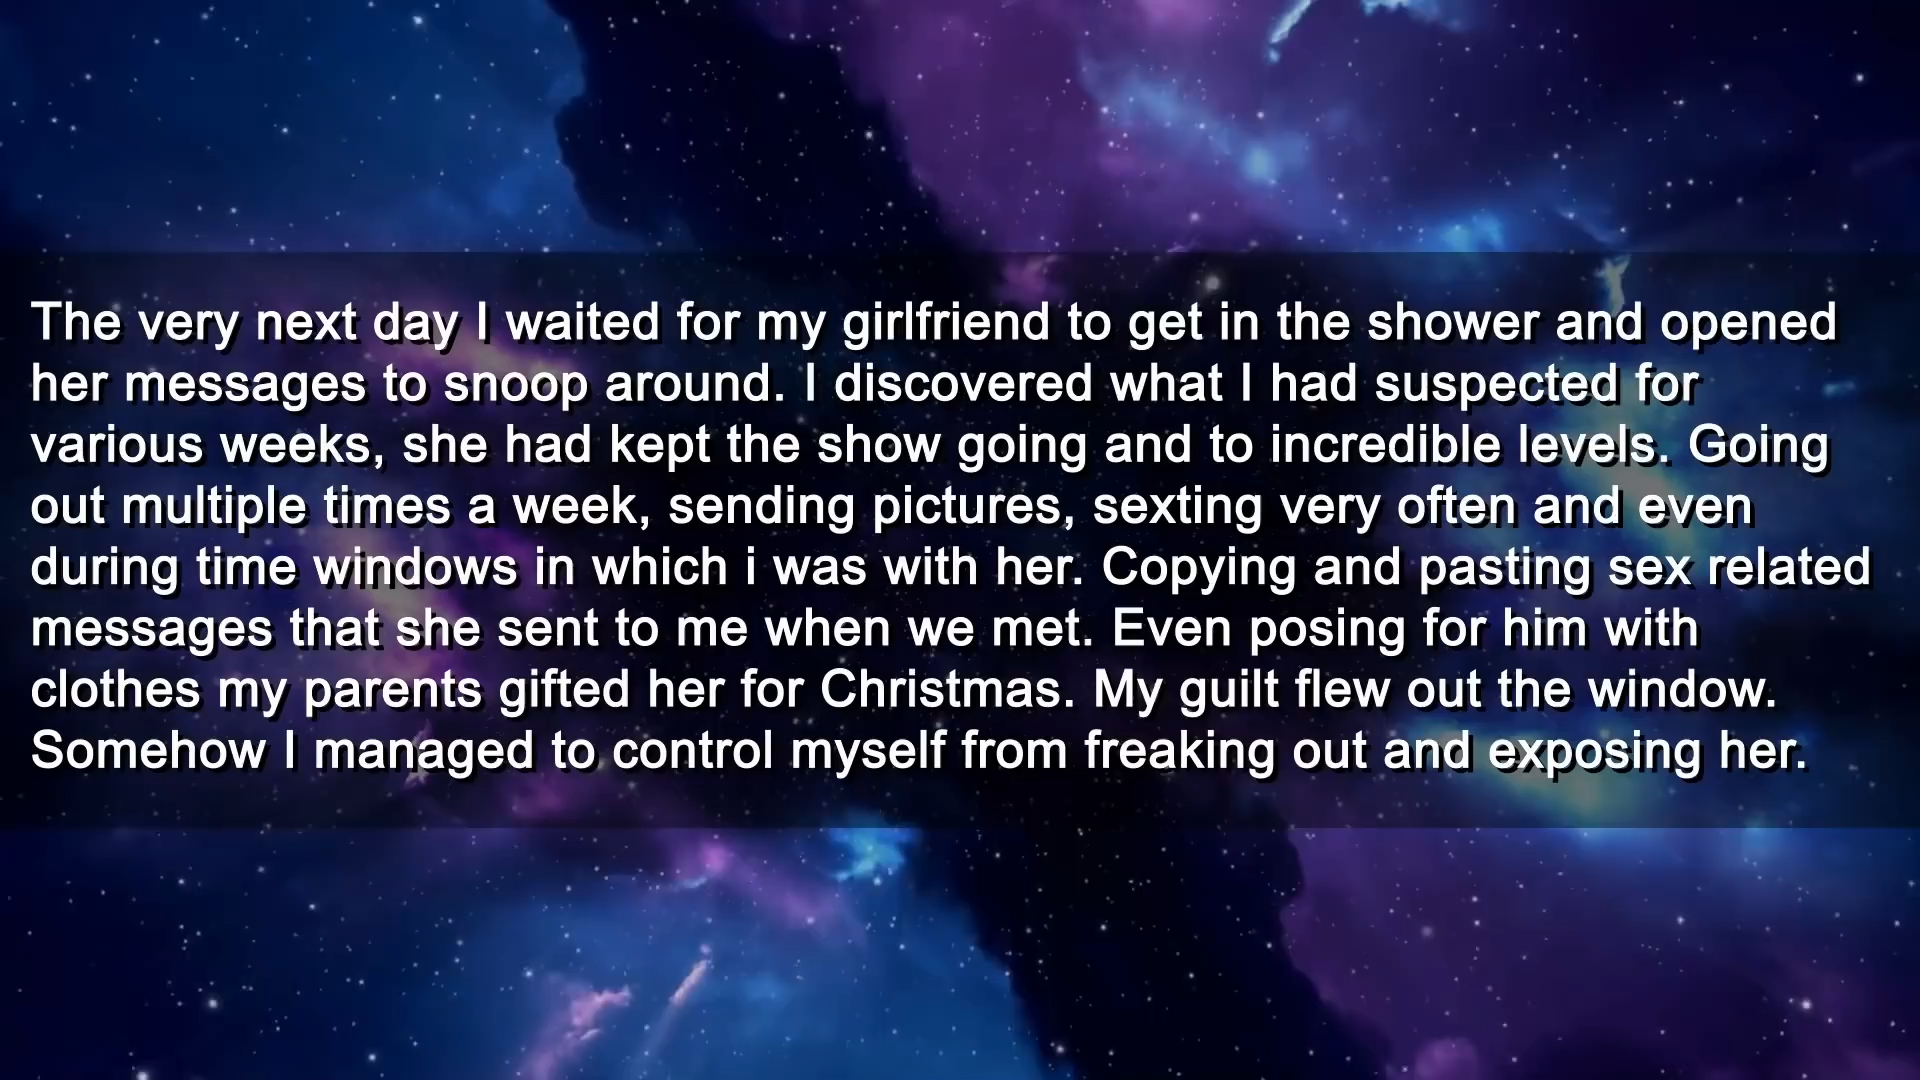 The very next day I waited for my girlfriend to get in the shower and opened
her messages to snoop around. I discovered what I had suspected for
various weeks, she had kept the show going and to incredible levels. Going
out multiple times a week, sending pictures, sexting very often and even
during time windows in which i was with her. Copying and pasting sex related
messages that she sent to me when we met. Even posing for him with
clothes my parents gifted her for Christmas. My guilt flew out the window.
Somehow I managed to control myself from freaking out and exposing her.